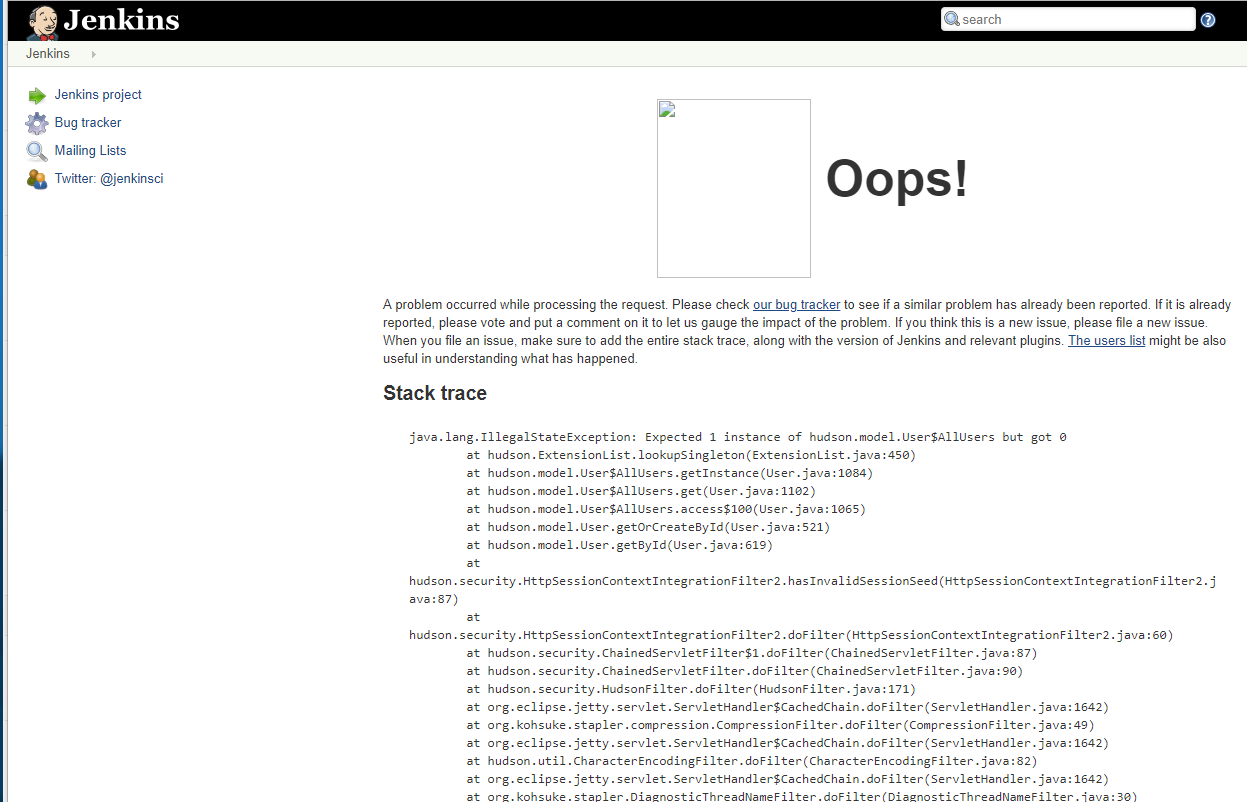 Jenkins
search
Jenkins
Jenkins project
Bug tracker
Mailing Lists
Twitter: @jenkinsci
Oops!
A problem occurred while processing the request. Please check our bug tracker to see if a similar problem has already been reported. If it is already
reported, please vote and put a comment on it to let us gauge the impact of the problem. If you think this is a new issue, please file a new issue.
When you file an issue, make sure to add the entire stack trace, along with the version of Jenkins and relevant plugins. The users list might be also
useful in understanding what has happened.
Stack trace
java.lang.IllegalStateException: Expected 1 instance of hudson.model.User$AllUsers but got 0
at hudson.ExtensionList.lookupSingleton(ExtensionList.java:450)
at hudson.model.User$AllUsers.getInstance(User.java:1084)
at hudson.model.User$AllUsers.get(User.java:1102)
at hudson.model.User$AllUsers.access$100(User.java:1065)
at hudson.model.User.getOrCreateById(User.java:521)
at hudson.model.User.getById(User.java:619)
at
hudson.security.HttpSessionContextIntegrationFilter2.hasInvalidSessionSeed(HttpSessionContextIntegrationFilter2.j
ava:87)
at
hudson.security.HttpSessionContextIntegrationFilter2.doFilter(HttpSessionContextIntegrationFilter2.java:60)
at hudson.security.ChainedServletFilter$1.doFilter(ChainedServletFilter.java:87)
at hudson.security.ChainedServletFilter.doFilter(ChainedServletFilter.java:90)
at hudson.security.HudsonFilter.doFilter(HudsonFilter.java:171)
at org.eclipse.jetty.servlet.ServletHandler$CachedChain.doFilter(ServletHandler.java:1642)
at org.kohsuke.stapler.compression.CompressionFilter.doFilter(CompressionFilter.java:49)
at org.eclipse.jetty.servlet.ServletHandler$CachedChain.doFilter(ServletHandler.java:1642)
at hudson.util.CharacterEncodingFilter.doFilter(CharacterEncodingFilter.java:82)
at org.eclipse.jetty.servlet.ServletHandler$CachedChain.doFilter(ServletHandler.java:1642)
at org.kohsuke.stapler.DiagnosticThreadNameFilter.doFilter(DiagnosticThreadNameFilter.java:30)